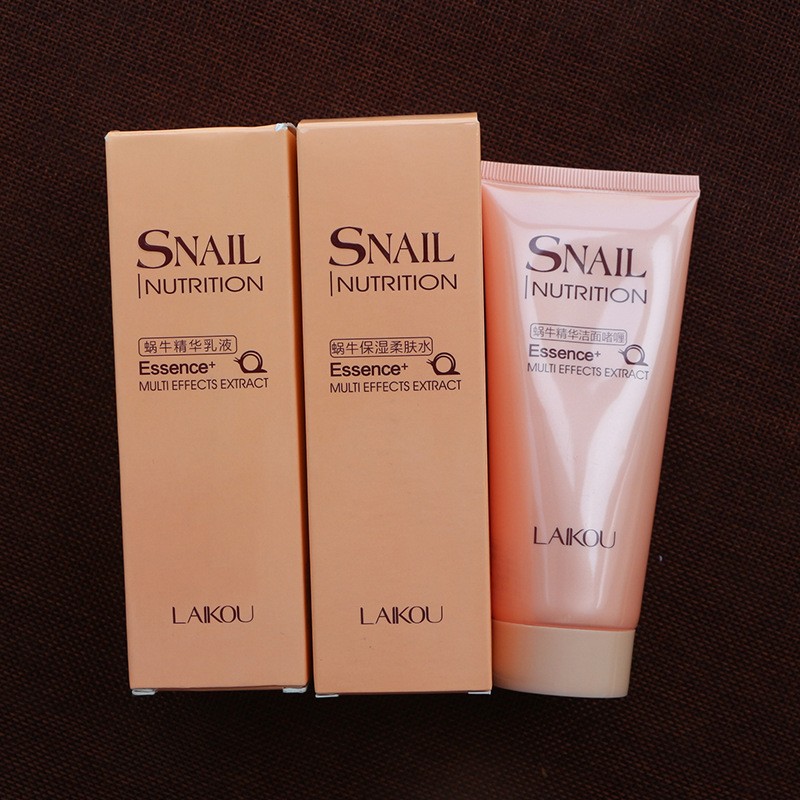 SNAIL
NUTRITION
蜗牛精华乳液
Essence+
MULTI EFFECTS EXTRACT
LAIKOU
SNAIL
NUTRITION
蜗牛保湿柔肤水
Essence+
MULTI EFFECTS EXTRACT
LAIKOU
SNAIL
NUTRITION
蜗牛精华洁面啫喱
Essence+
MULTI EFFECTS EXTRACT
LAIKOU